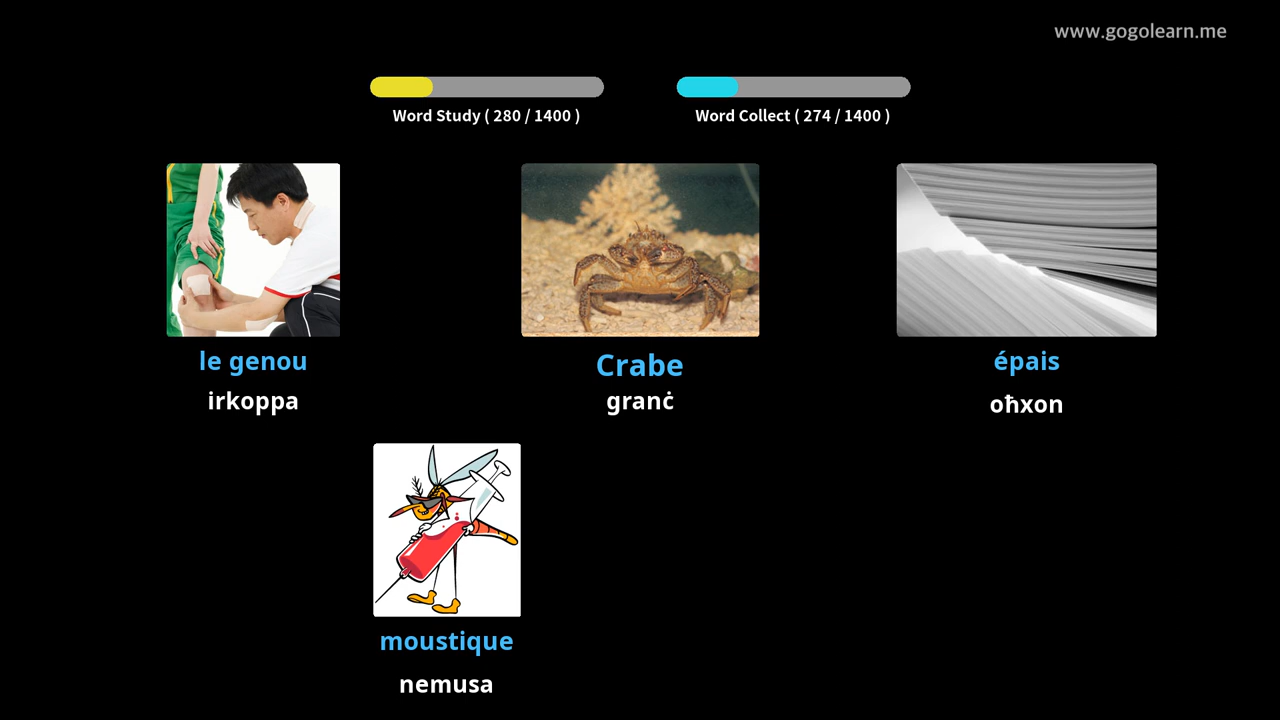 www.gogolearn.me
Word Study ( 280 / 1400 )
Word Collect ( 274 / 1400 )
le genou
irkoppa
Crabe
granċ
épais
oħxon
moustique
nemusa